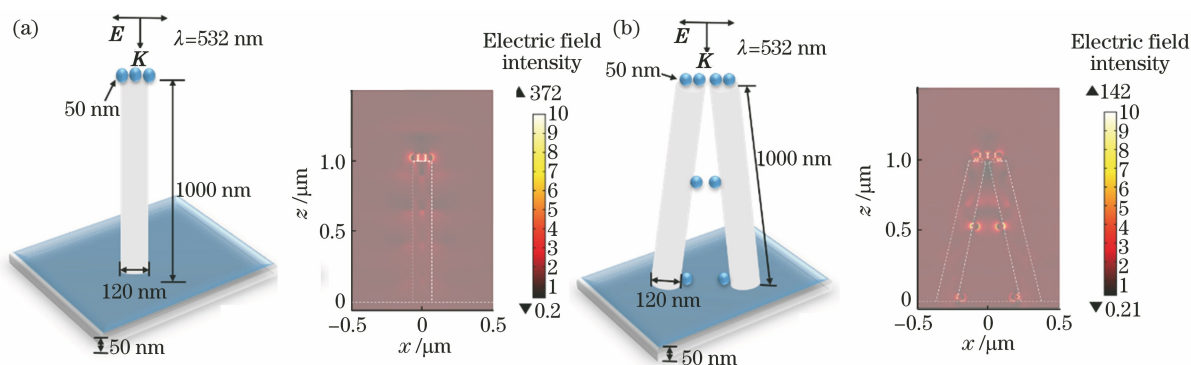 (a)
E
K
λ=532 nm
50 nm
1000 nm
120 nm
50 nm
Electric field
intensity
▲ 372
10
9
8
7
6
5
4
3
2
1
▼ 0.2
z /μm
1.0
0.5
0
−0.5
0
0.5
x /μm
(b)
E
K
λ=532 nm
50 nm
1000 nm
120 nm
50 nm
Electric field
intensity
▲ 142
10
9
8
7
6
5
4
3
2
1
▼ 0.21
z /μm
1.0
0.5
0
−0.5
0
0.5
x /μm